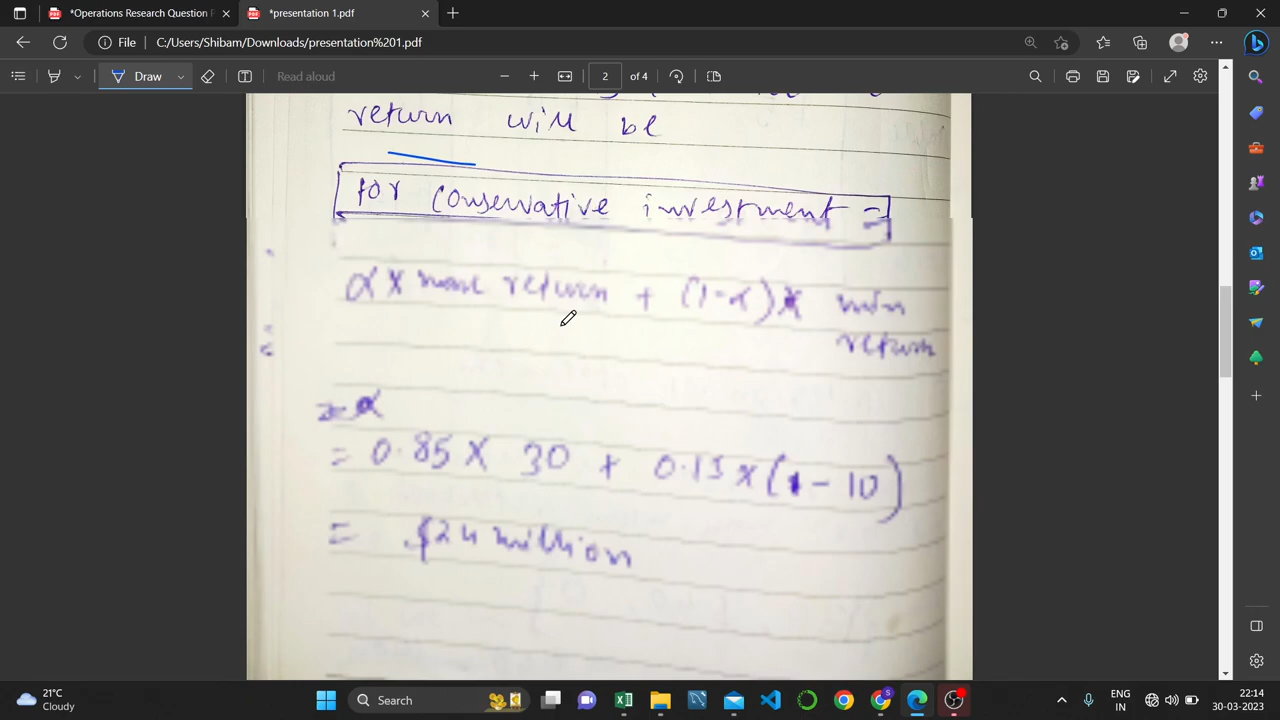 *Operations Research Question P
*presentation 1.pdf
File
C:/Users/Shibam/Downloads/presentation%201.pdf
Draw
Read aloud
2
of 4
return will be
for conservative investment =
α x max return + (1-α) x min
return
= α
= 0.85 x 30 + 0.15 x (1 - 10)
= $24 million
21°C
Cloudy
Search
ENG
IN
22:14
30-03-2023